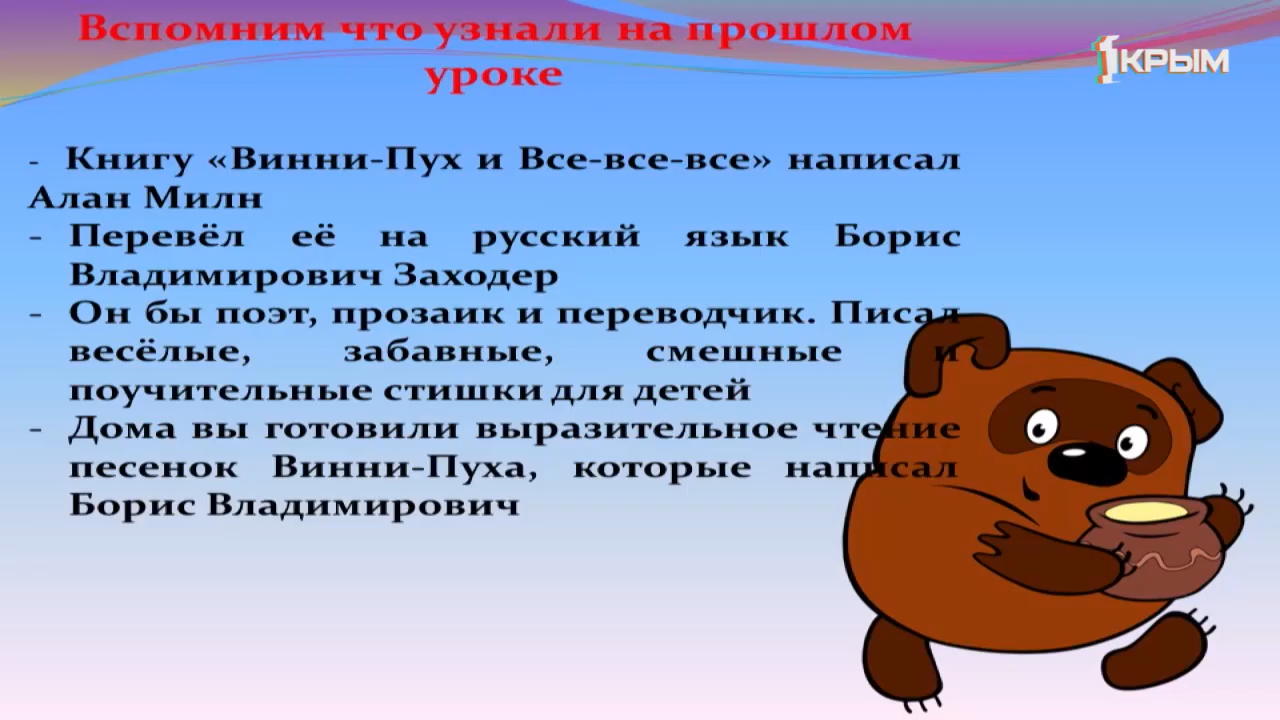 Вспомним что узнали на прошлом
уроке
1КРЫМ
- Книгу «Винни-Пух и Все-все-все» написал
Алан Милн
- Перевёл её на русский язык Борис
Владимирович Заходер
- Он бы поэт, прозаик и переводчик. Писал
весёлые, забавные, смешные и
поучительные стишки для детей
- Дома вы готовили выразительное чтение
песенок Винни-Пуха, которые написал
Борис Владимирович